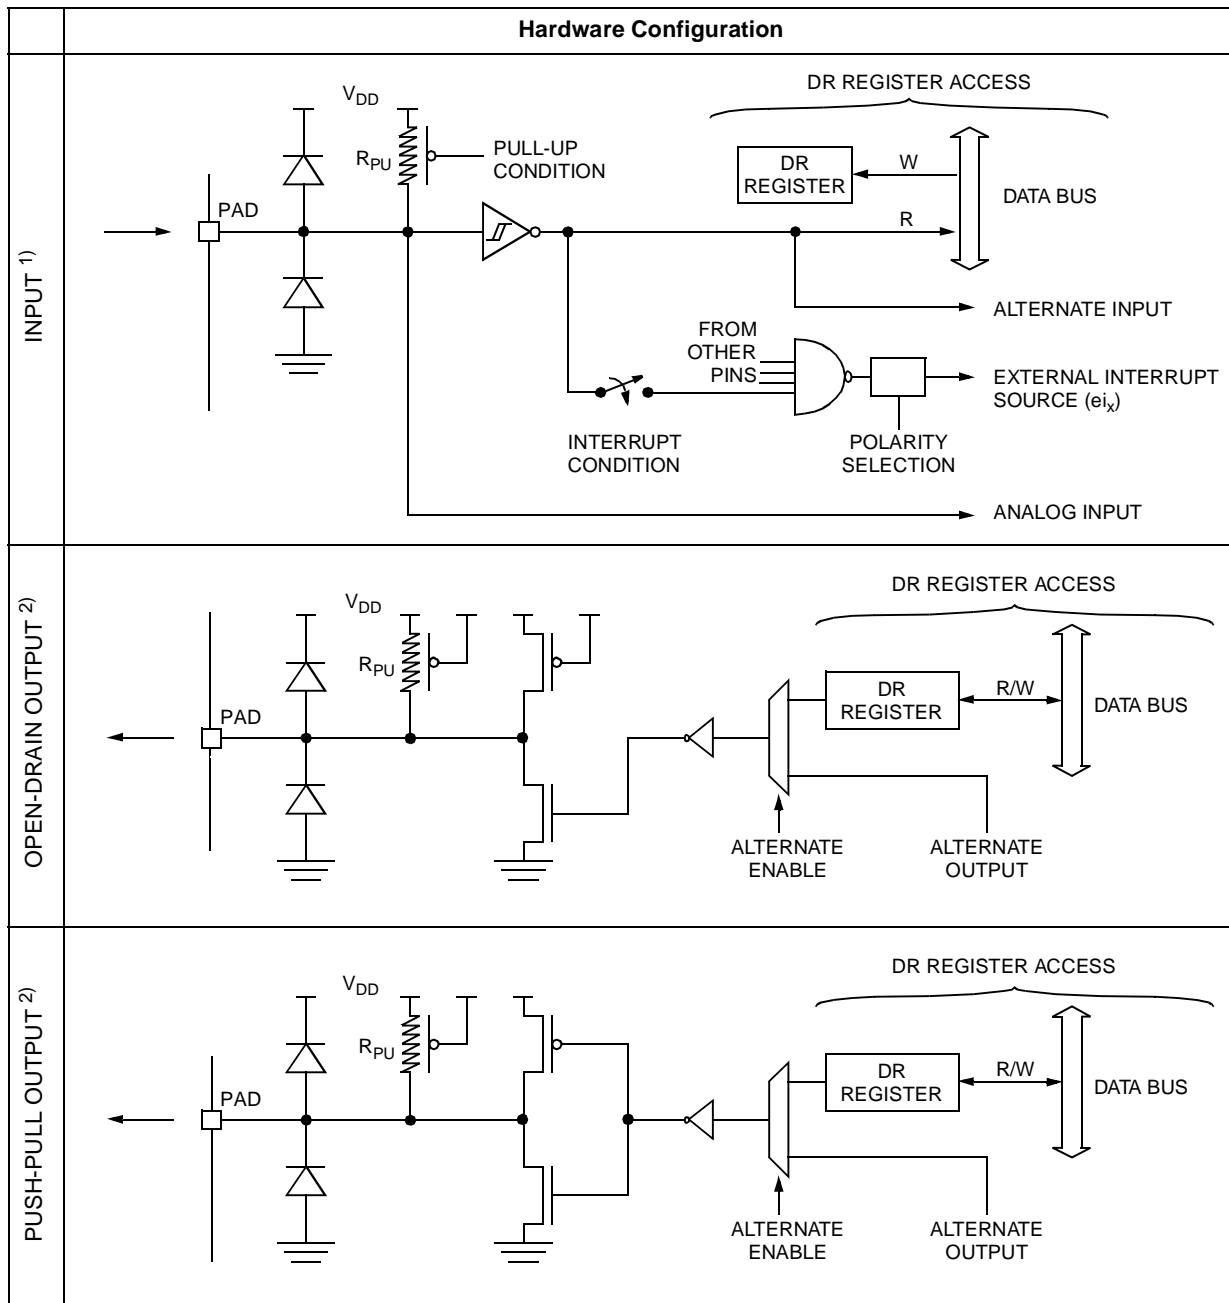 Hardware Configuration
INPUT 1)
DR REGISTER ACCESS
VDD
RPU
PULL-UP
CONDITION
DR
REGISTER
W
DATA BUS
PAD
R
ALTERNATE INPUT
FROM
OTHER
PINS
EXTERNAL INTERRUPT
SOURCE (eix)
INTERRUPT
CONDITION
POLARITY
SELECTION
ANALOG INPUT
OPEN-DRAIN OUTPUT 2)
DR REGISTER ACCESS
VDD
RPU
DR
REGISTER
R/W
DATA BUS
PAD
ALTERNATE
ENABLE
ALTERNATE
OUTPUT
PUSH-PULL OUTPUT 2)
DR REGISTER ACCESS
VDD
RPU
DR
REGISTER
R/W
DATA BUS
PAD
ALTERNATE
ENABLE
ALTERNATE
OUTPUT